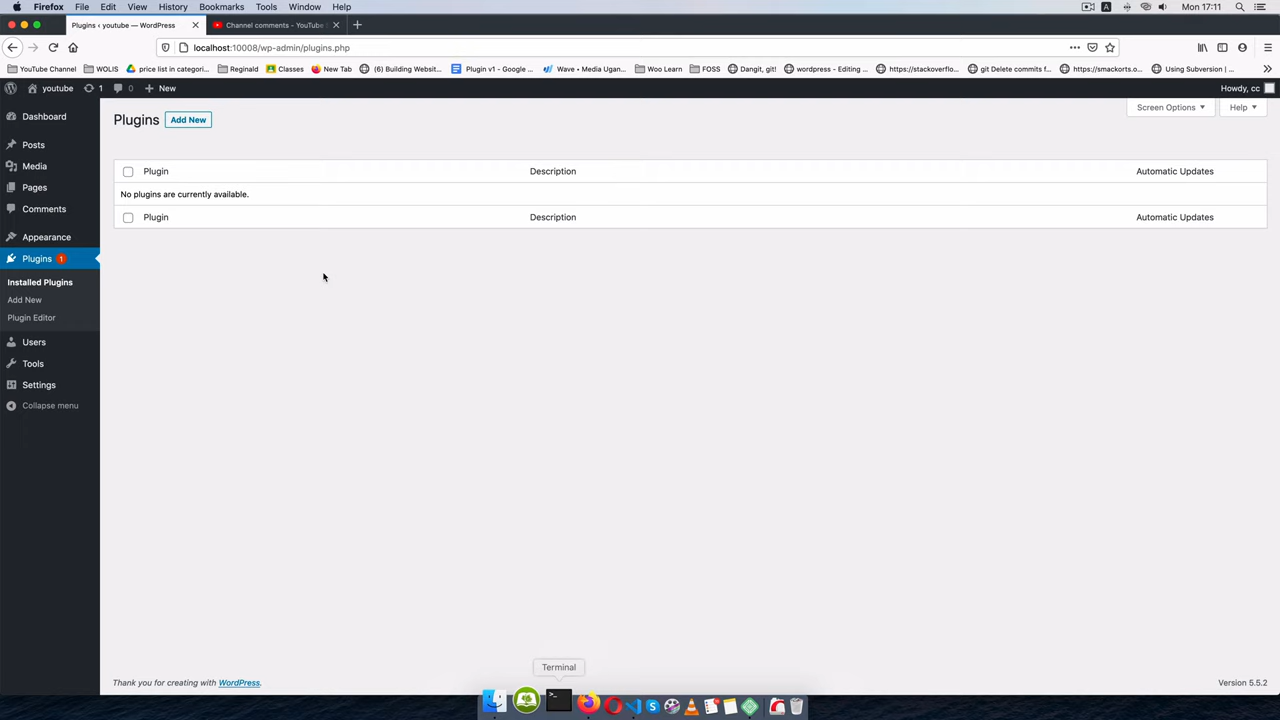 Firefox File Edit View History Bookmarks Tools Window Help Mon 17:11
Plugins ‹ youtube — WordPress Channel comments - YouTube
localhost:10008/wp-admin/plugins.php
YouTube Channel WOLIS price list in categori... Reginald Classes New Tab (6) Building Websit... Plugin v1 - Google ... Wave • Media Ugan... Woo Learn FOSS Dangit, git! wordpress - Editing ... https://stackoverflo... git Delete commits f... https://smackorts.o... Using Subversion |...
youtube 1 0 New Howdy, cc
Screen Options Help
Plugins Add New
Dashboard
Posts
Media
Pages
Comments
Appearance
Plugins 1
Installed Plugins
Add New
Plugin Editor
Users
Tools
Settings
Collapse menu
Plugin Description Automatic Updates
No plugins are currently available.
Plugin Description Automatic Updates
Terminal
Thank you for creating with WordPress. Version 5.5.2